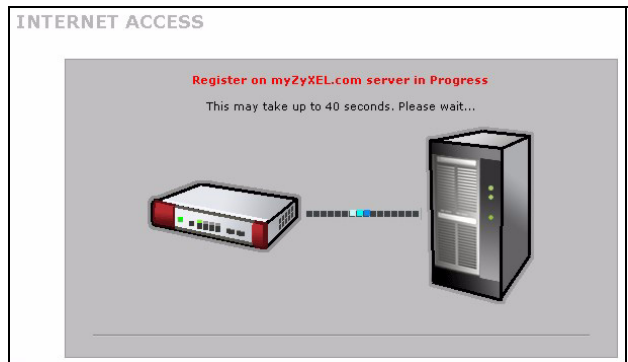 INTERNET ACCESS
Register on myZyXEL.com server in Progress
This may take up to 40 seconds. Please wait...